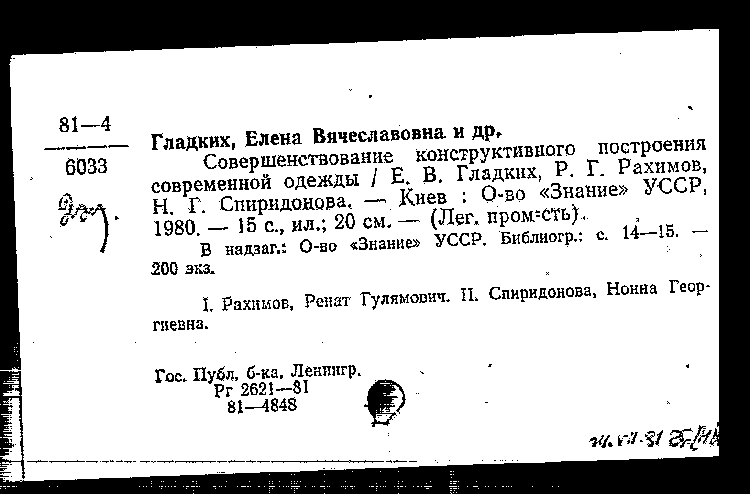 81—4
6033
Гладких, Елена Вячеславовна и др.
Совершенствование конструктивного построения
современной одежды / Е. В. Гладких, Р. Г. Рахимов,
Н. Г. Спиридонова. — Киев : О-во «Знание» УССР,
1980. — 15 с., ил.; 20 см. — (Лег. пром-сть).
В надзаг.: О-во «Знание» УССР. Библиогр.: с. 14—15. —
200 экз.
I. Рахимов, Ренат Гулямович. II. Спиридонова, Нонна Геор-
гиевна.
Гос. Публ. б-ка. Ленингр.
Рг 2621—81
81—4848